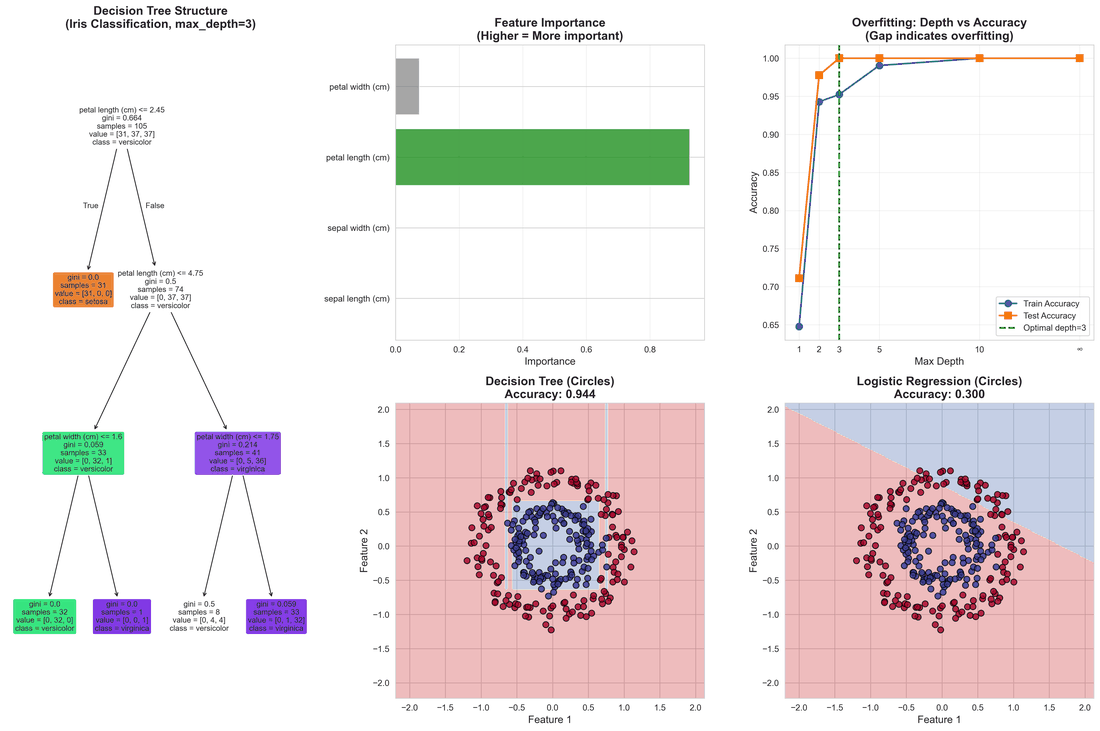 Decision Tree Structure
(Iris Classification, max_depth=3)
petal length (cm) <= 2.45
gini = 0.664
samples = 105
value = [31, 37, 37]
class = versicolor
True
False
gini = 0.0
samples = 31
value = [31, 0, 0]
class = setosa
petal length (cm) <= 4.75
gini = 0.5
samples = 74
value = [0, 37, 37]
class = versicolor
petal width (cm) <= 1.6
gini = 0.059
samples = 33
value = [0, 32, 1]
class = versicolor
petal width (cm) <= 1.75
gini = 0.214
samples = 41
value = [0, 5, 36]
class = virginica
gini = 0.0
samples = 32
value = [0, 32, 0]
class = versicolor
gini = 0.0
samples = 1
value = [0, 0, 1]
class = virginica
gini = 0.5
samples = 8
value = [0, 4, 4]
class = versicolor
gini = 0.059
samples = 33
value = [0, 1, 32]
class = virginica
Feature Importance
(Higher = More important)
petal width (cm)
petal length (cm)
sepal width (cm)
sepal length (cm)
0.0 0.2 0.4 0.6 0.8
Importance
Overfitting: Depth vs Accuracy
(Gap indicates overfitting)
Accuracy
1.00
0.95
0.90
0.85
0.80
0.75
0.70
0.65
Train Accuracy
Test Accuracy
Optimal depth=3
1 2 3 5 10 ∞
Max Depth
Decision Tree (Circles)
Accuracy: 0.944
Feature 2
2.0
1.5
1.0
0.5
0.0
−0.5
−1.0
−1.5
−2.0
−2.0 −1.5 −1.0 −0.5 0.0 0.5 1.0 1.5 2.0
Feature 1
Logistic Regression (Circles)
Accuracy: 0.300
Feature 2
2.0
1.5
1.0
0.5
0.0
−0.5
−1.0
−1.5
−2.0
−2.0 −1.5 −1.0 −0.5 0.0 0.5 1.0 1.5 2.0
Feature 1